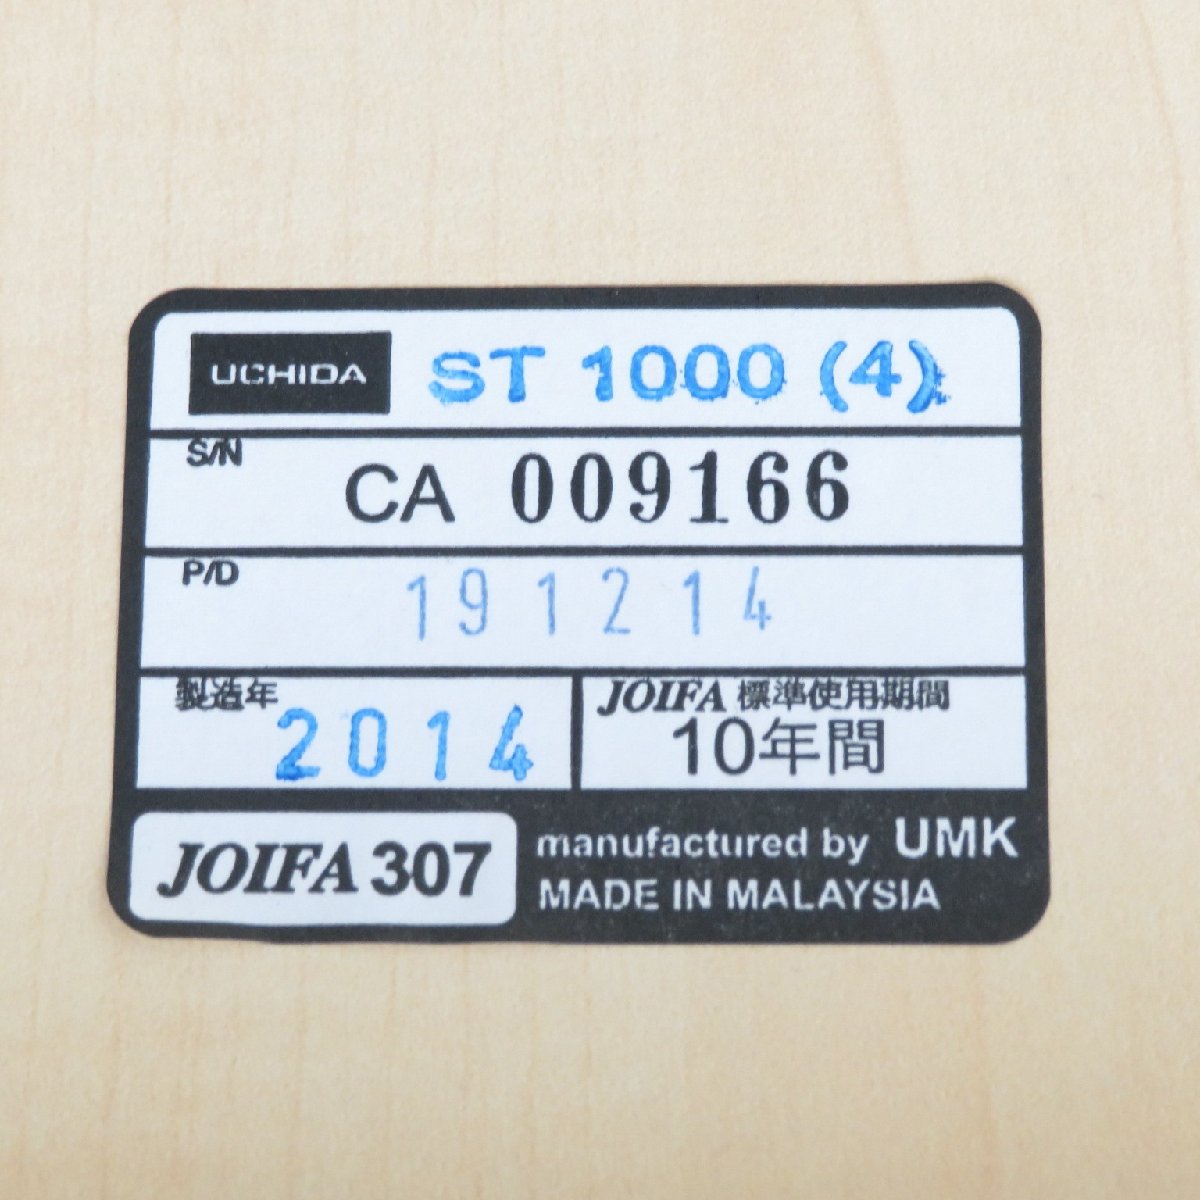 UCHIDA ST 1000 (4)
S/N CA 009166
P/D 191214
製造年 2014
JOIFA 標準使用期間
10年間
JOIFA 307
manufactured by UMK
MADE IN MALAYSIA